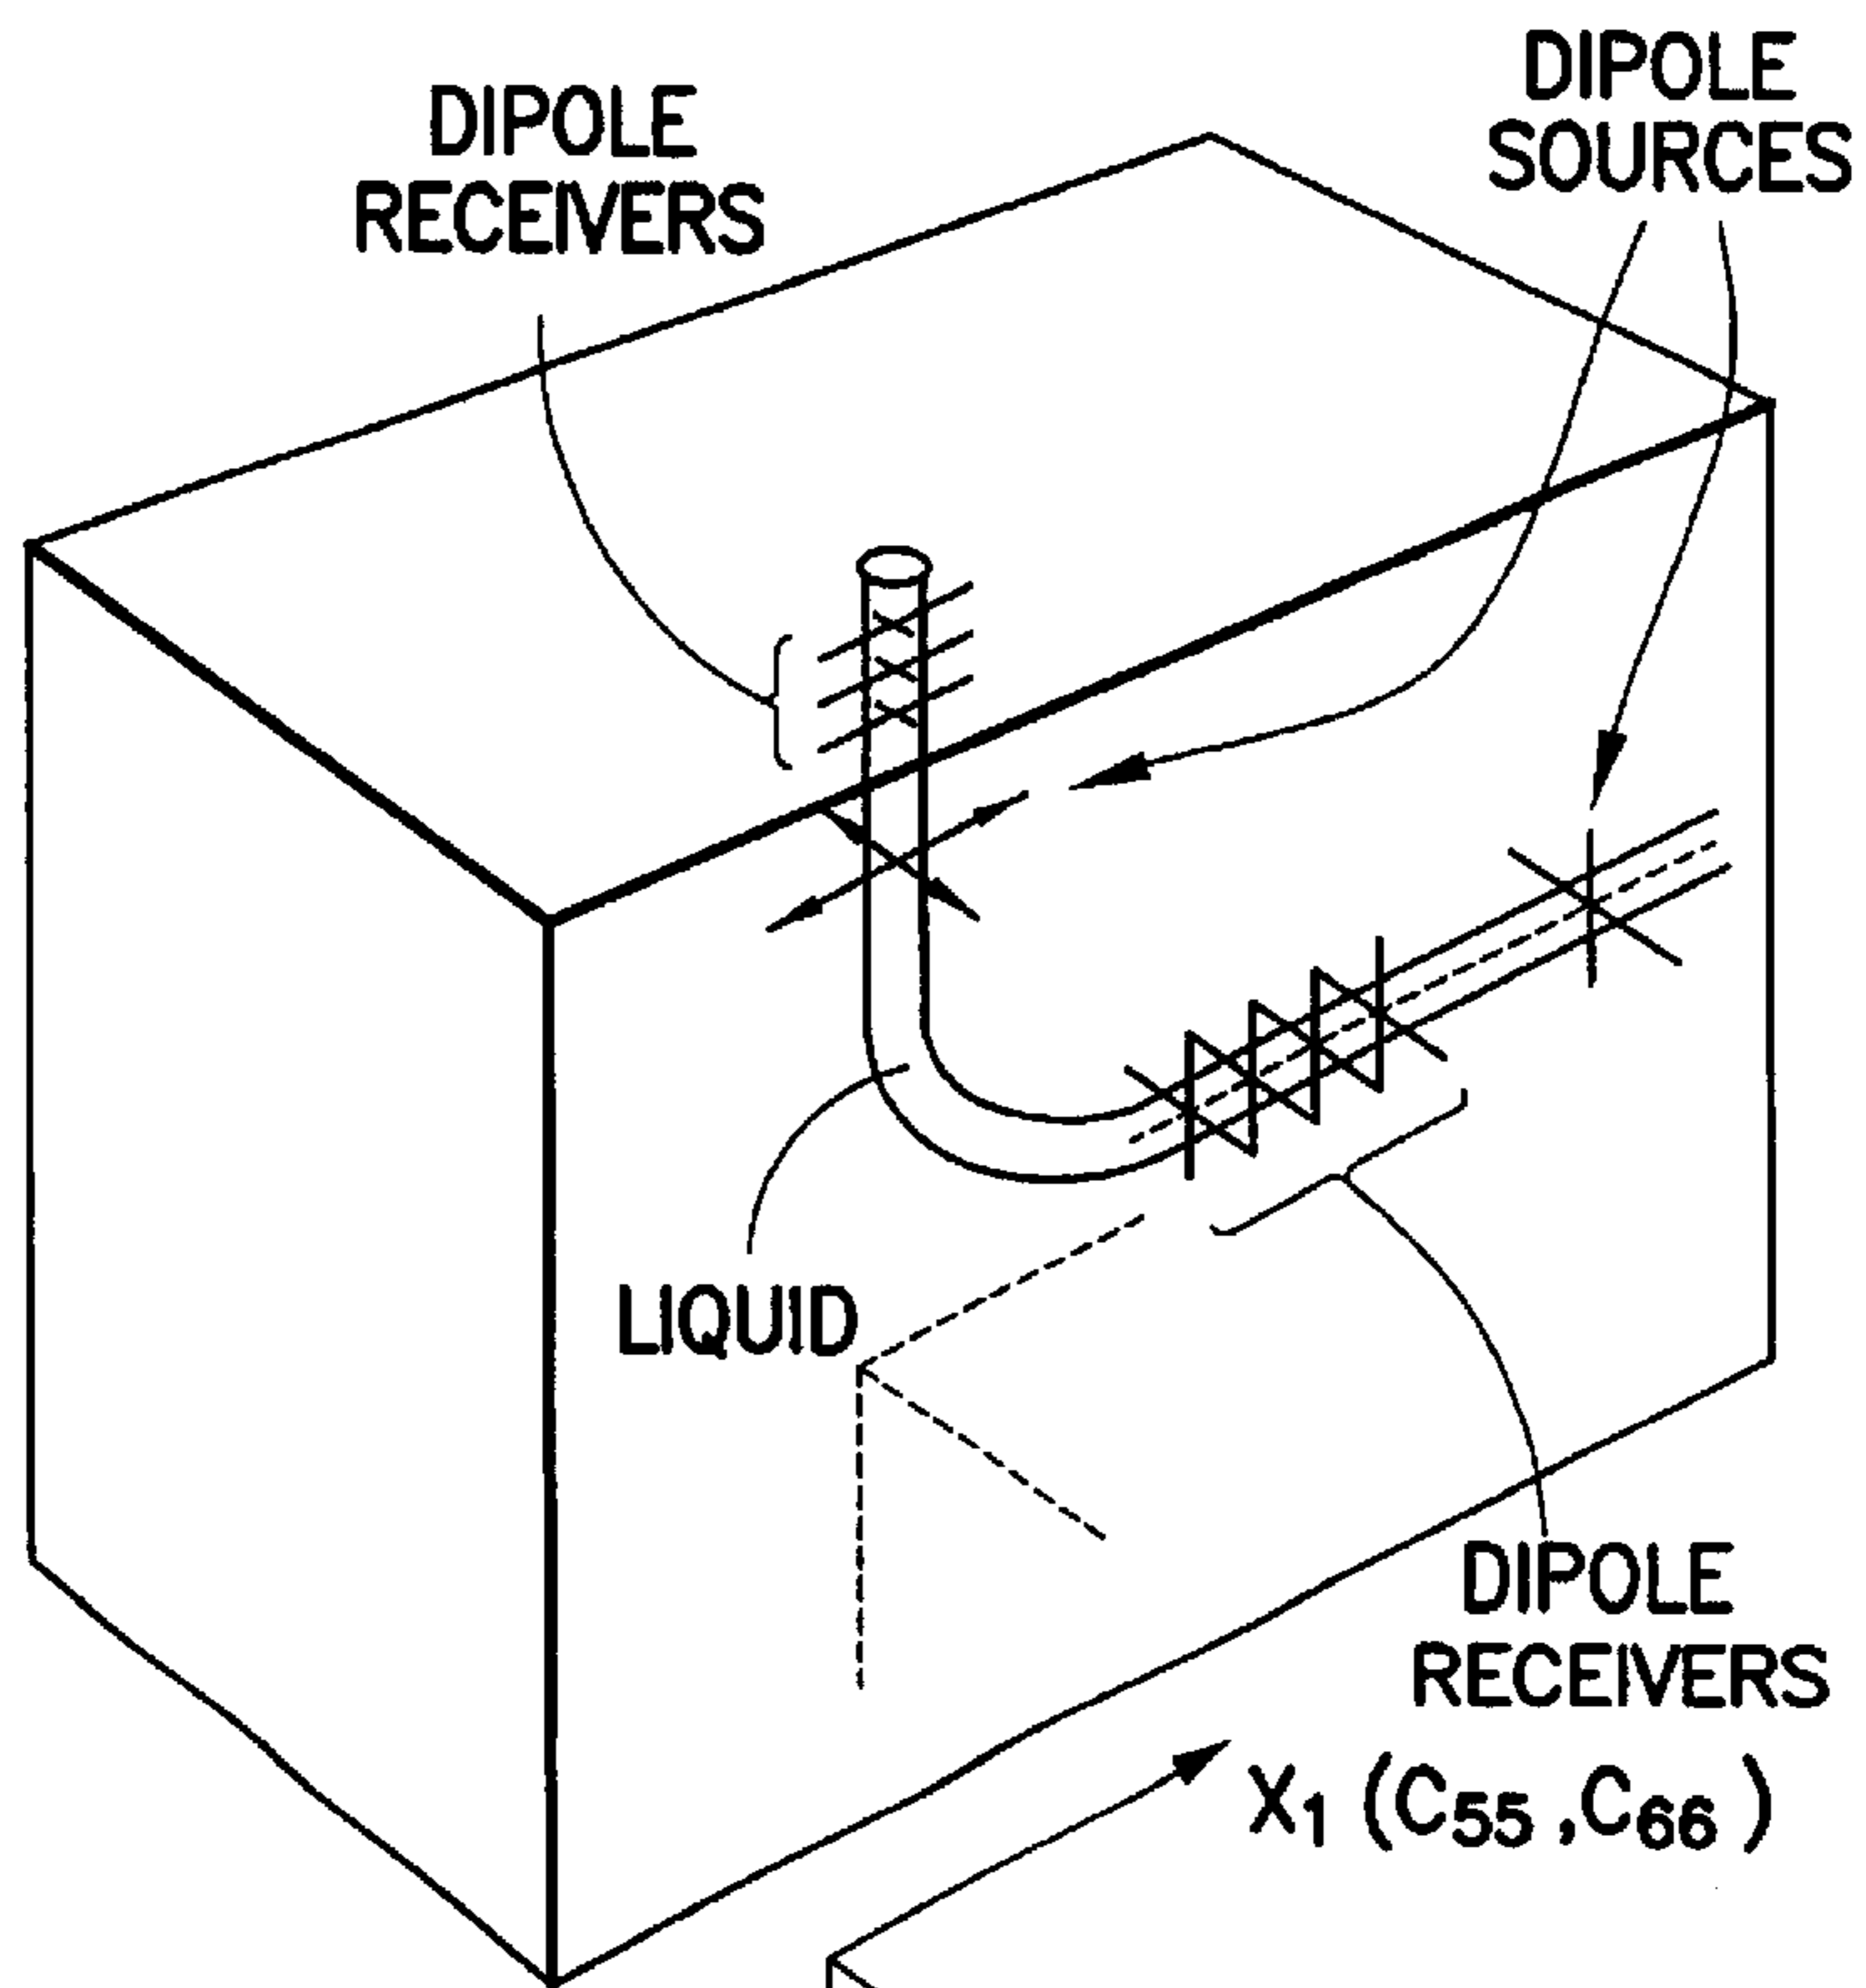 DIPOLE
RECEIVERS
DIPOLE
SOURCES
LIQUID
DIPOLE
RECEIVERS
X1 (C55 ,C66 )